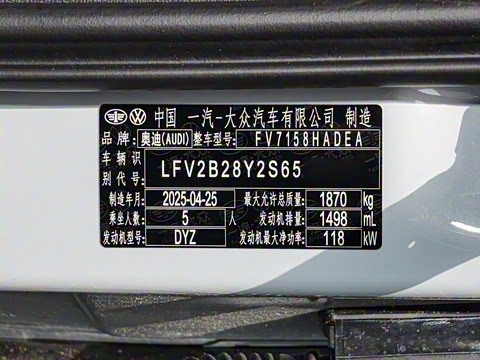 中国 一汽-大众汽车有限公司 制造
品牌: 奥迪(AUDI) 整车型号: FV7158HADEA
车辆识别代号: LFV2B28Y2S65
制造年月: 2025-04-25 最大允许总质量: 1870 kg
乘坐人数: 5 人 发动机排量: 1498 mL
发动机型号: DYZ 发动机最大净功率: 118 kW